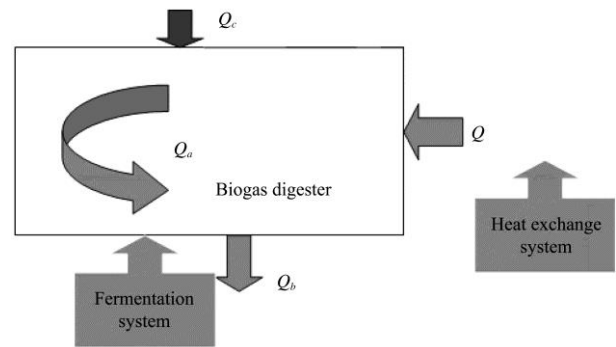 Qc
Q
Qa
Biogas digester
Heat exchange
system
Qb
Fermentation
system